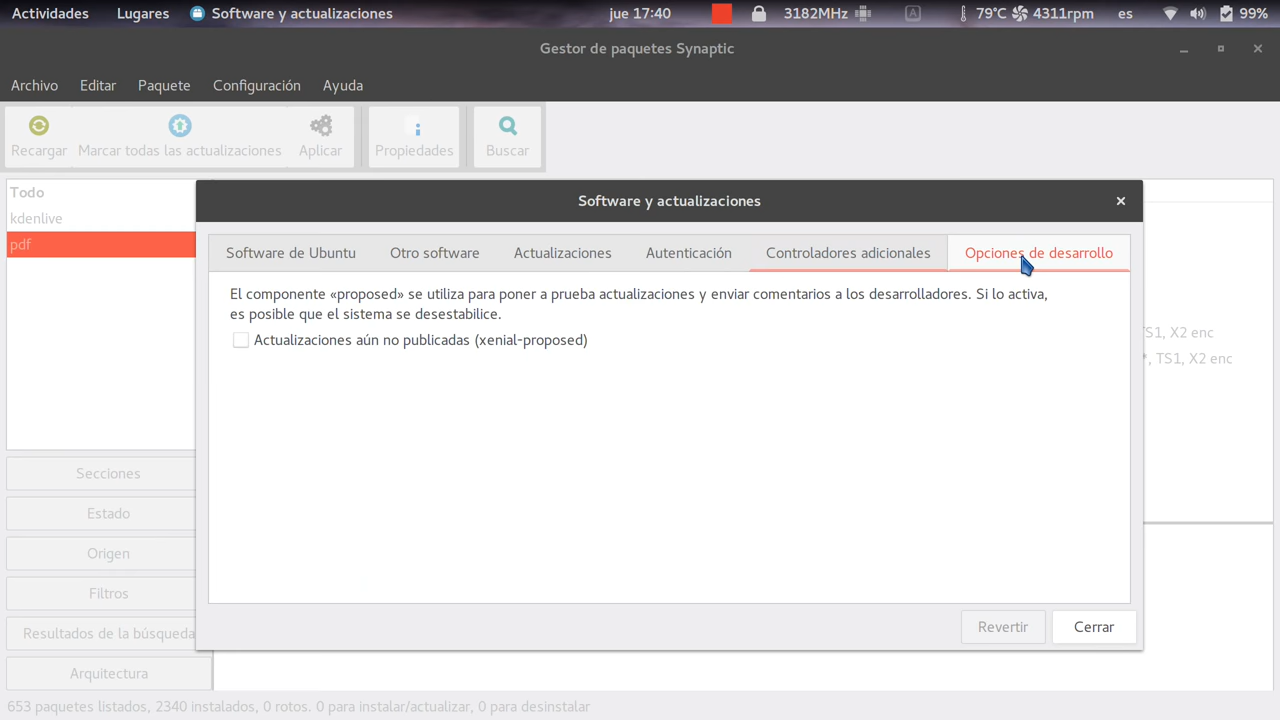 Actividades Lugares Software y actualizaciones jue 17:40 3182MHz A 79°C 4311rpm es 99%
Gestor de paquetes Synaptic
Archivo Editar Paquete Configuración Ayuda
Recargar Marcar todas las actualizaciones Aplicar Propiedades Buscar
Todo
kdenlive
pdf
Software y actualizaciones
Software de Ubuntu Otro software Actualizaciones Autenticación Controladores adicionales Opciones de desarrollo
El componente «proposed» se utiliza para poner a prueba actualizaciones y enviar comentarios a los desarrolladores. Si lo activa,
es posible que el sistema se desestabilice.
Actualizaciones aún no publicadas (xenial-proposed)
TS1, X2 enc
, TS1, X2 enc
Revertir Cerrar
Secciones
Estado
Origen
Filtros
Resultados de la búsqueda
Arquitectura
653 paquetes listados, 2340 instalados, 0 rotos. 0 para instalar/actualizar, 0 para desinstalar